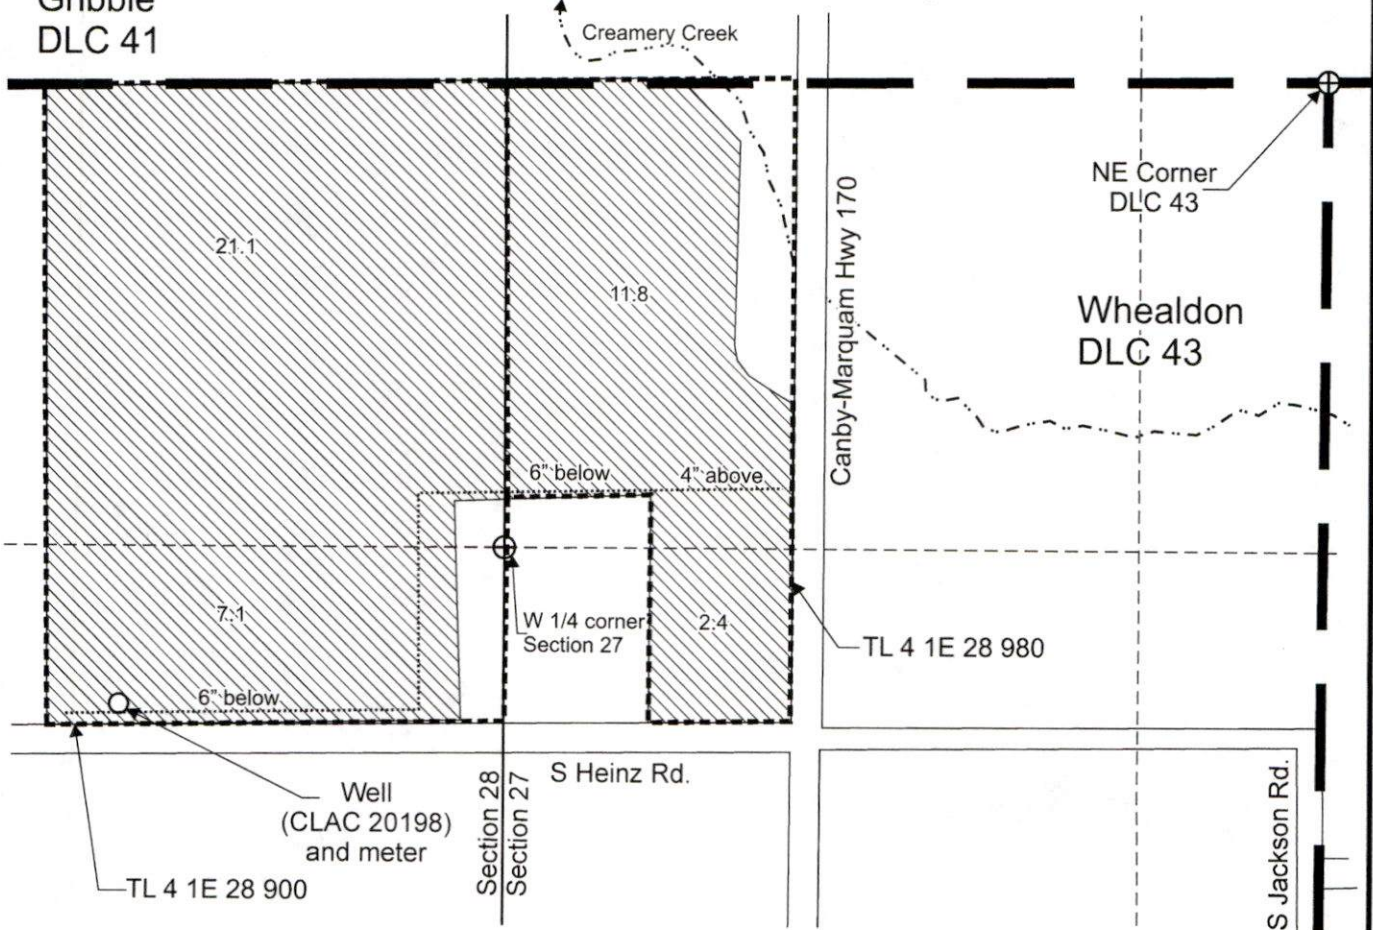 Gribble
DLC 41
Creamery Creek
NE Corner
DLC 43
Canby-Marquam Hwy 170
21.1
11.8
Whealdon
DLC 43
6" below
4" above
7.1
W 1/4 corner
Section 27
2.4
TL 4 1E 28 980
6" below
S Heinz Rd.
Well
(CLAC 20198)
and meter
Section 28
Section 27
TL 4 1E 28 900
S Jackson Rd.